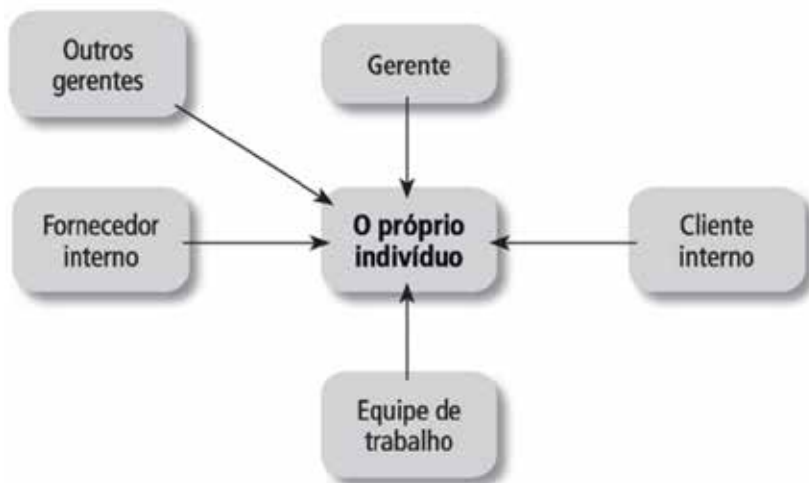 Outros
gerentes
Gerente
Fornecedor
interno
O próprio
indivíduo
Cliente
interno
Equipe de
trabalho